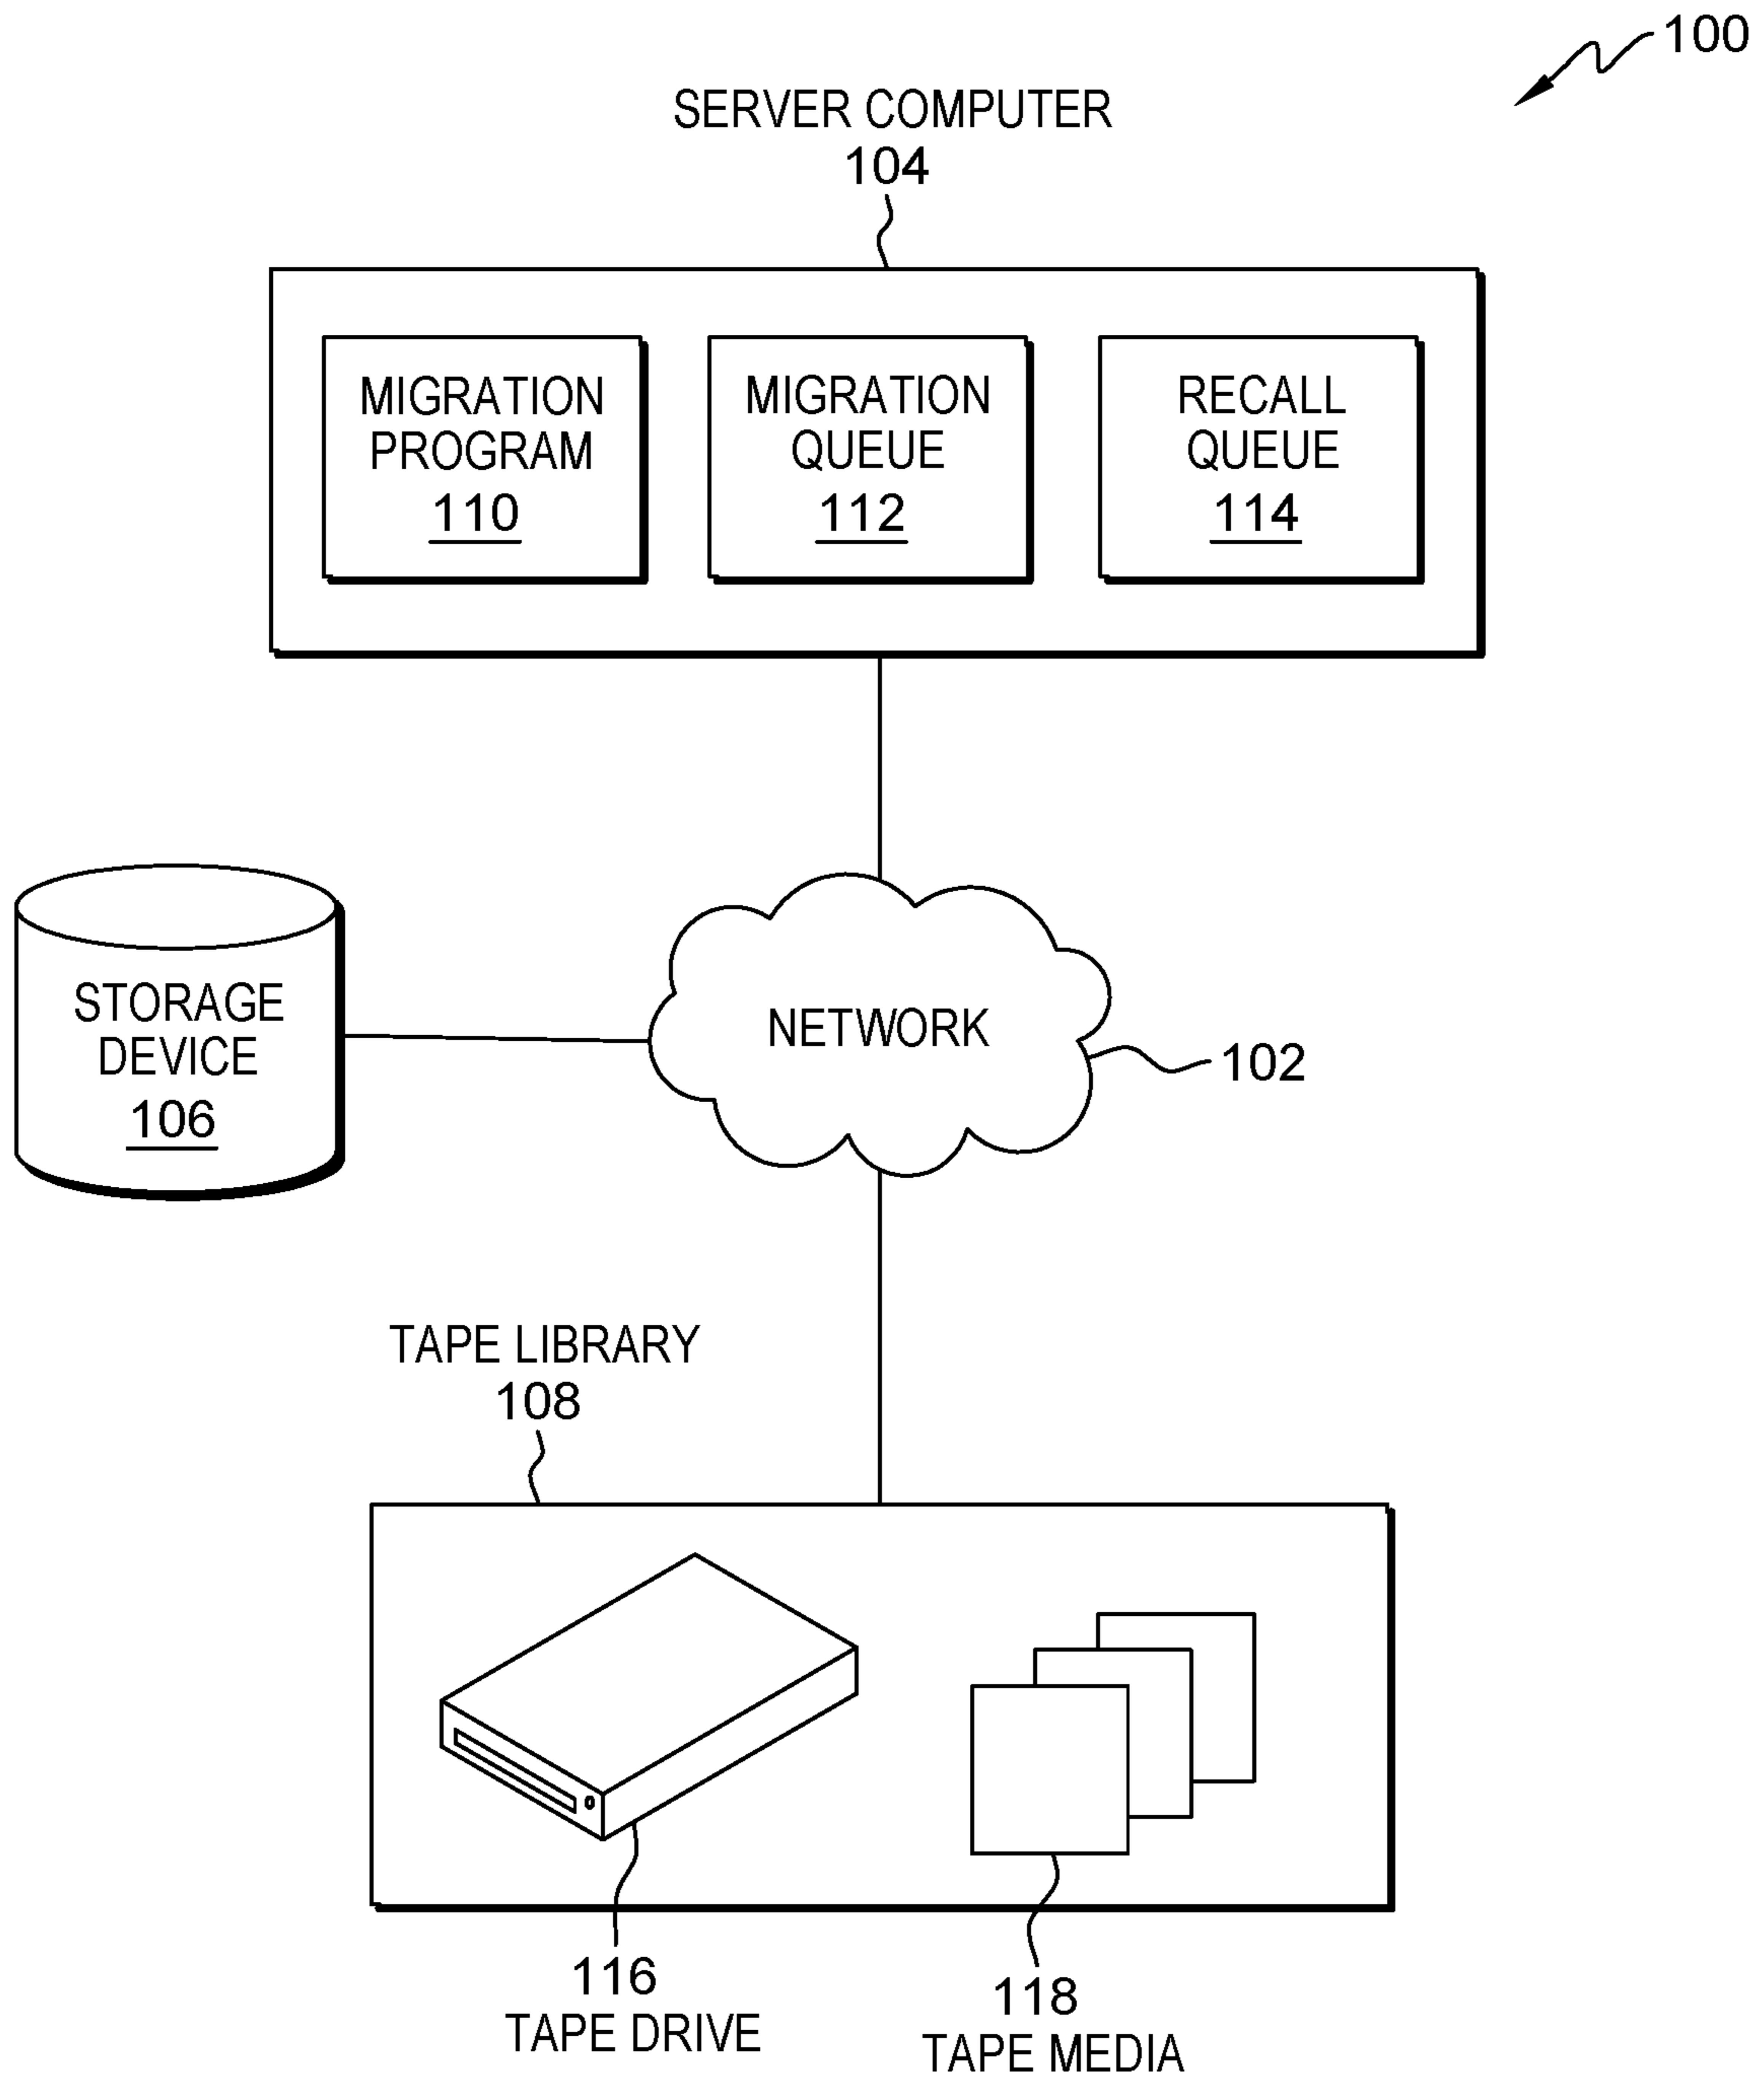 100
SERVER COMPUTER
104
MIGRATION
PROGRAM
110
MIGRATION
QUEUE
112
RECALL
QUEUE
114
STORAGE
DEVICE
106
NETWORK
102
TAPE LIBRARY
108
116
TAPE DRIVE
118
TAPE MEDIA